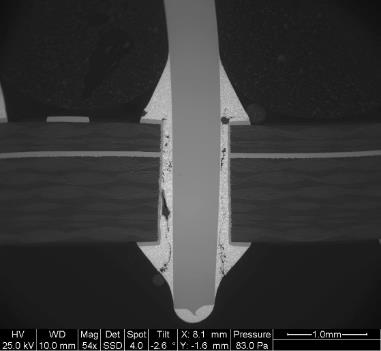 HV WD Mag Det Spot Tilt X: 8.1 mm Pressure 1.0mm
25.0 kV 10.0 mm 54x SSD 4.0 -2.6 ° Y: -1.6 mm 83.0 Pa